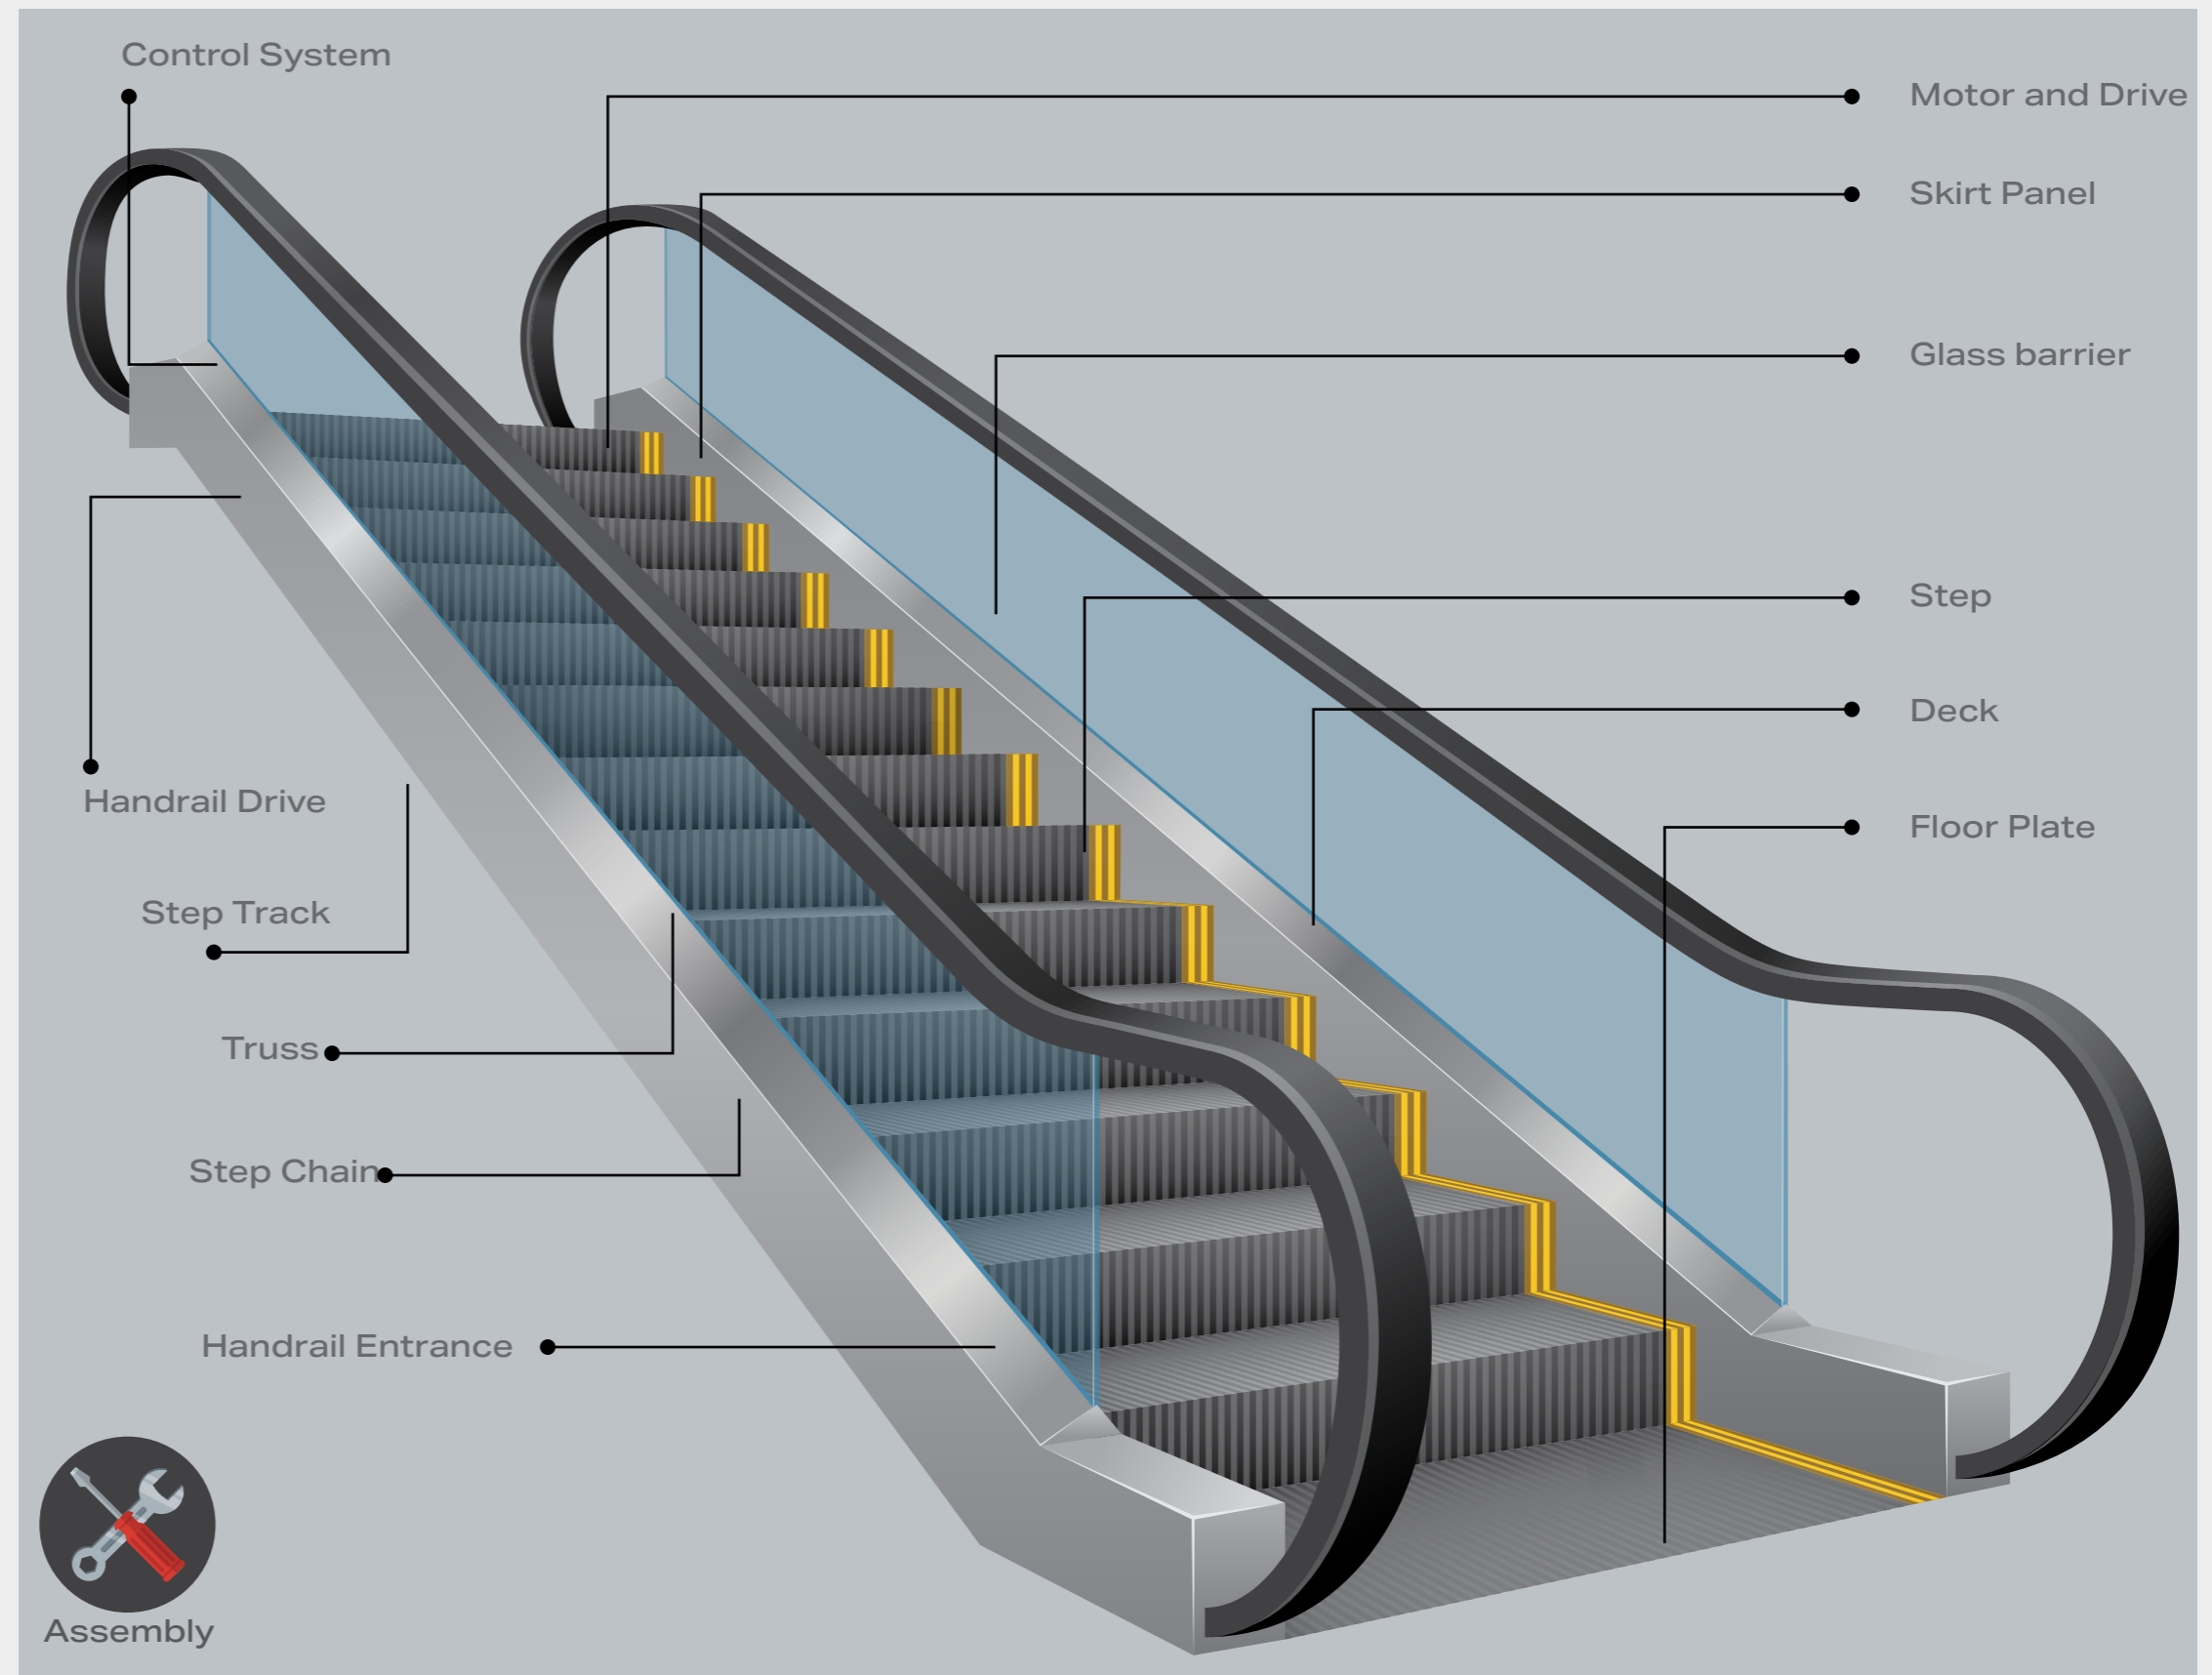 Control System
Motor and Drive
Skirt Panel
Glass barrier
Step
Deck
Floor Plate
Handrail Drive
Step Track
Truss
Step Chain
Handrail Entrance
Assembly